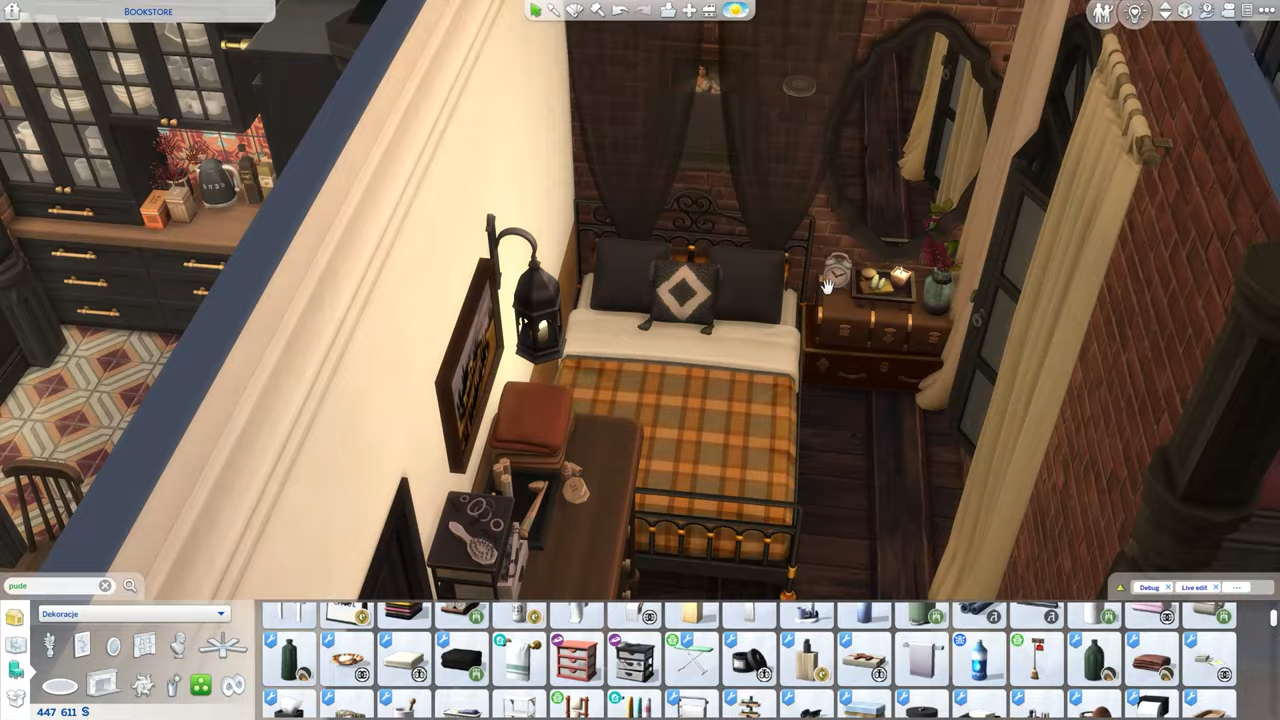 BOOKSTORE
pude
Debug
Live edit
Dekoracje
447 611 $